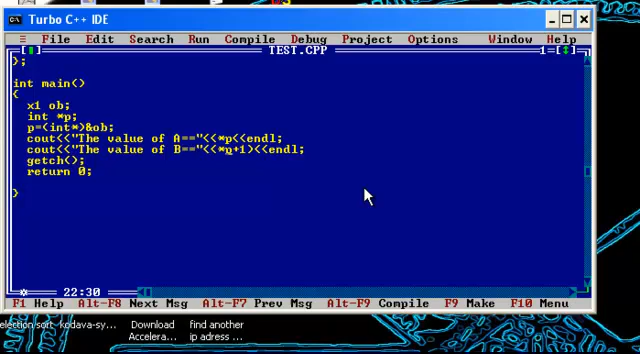 Turbo C++ IDE
≡ File Edit Search Run Compile Debug Project Options Window Help
TEST.CPP 1=[↕]
};
int main()
{
x1 ob;
int *p;
p=(int*)&ob;
cout<<"The value of A=="<<*p<<endl;
cout<<"The value of B=="<<*p+1)<<endl;
getch();
return 0;
}
22:30
F1 Help Alt-F8 Next Msg Alt-F7 Prev Msg Alt-F9 Compile F9 Make F10 Menu
election sort kodava-sy... Download find another
Accelera... ip adress ...